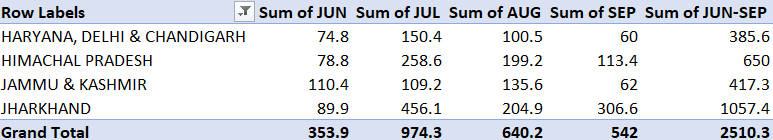 Row Labels Sum of JUN Sum of JUL Sum of AUG Sum of SEP Sum of JUN-SEP
HARYANA, DELHI & CHANDIGARH 74.8 150.4 100.5 60 385.6
HIMACHAL PRADESH 78.8 258.6 199.2 113.4 650
JAMMU & KASHMIR 110.4 109.2 135.6 62 417.3
JHARKHAND 89.9 456.1 204.9 306.6 1057.4
Grand Total 353.9 974.3 640.2 542 2510.3